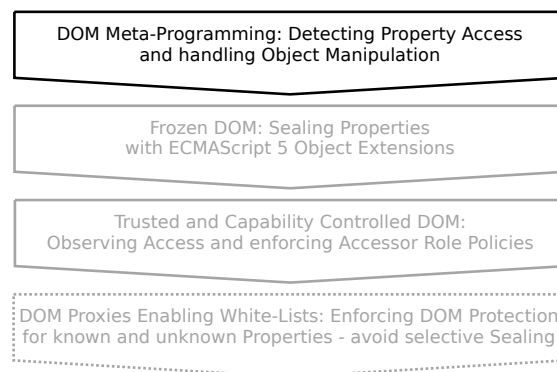 DOM Meta-Programming: Detecting Property Access
and handling Object Manipulation
Frozen DOM: Sealing Properties
with ECMAScript 5 Object Extensions
Trusted and Capability Controlled DOM:
Observing Access and enforcing Accessor Role Policies
DOM Proxies Enabling White-Lists: Enforcing DOM Protection
for known and unknown Properties - avoid selective Sealing